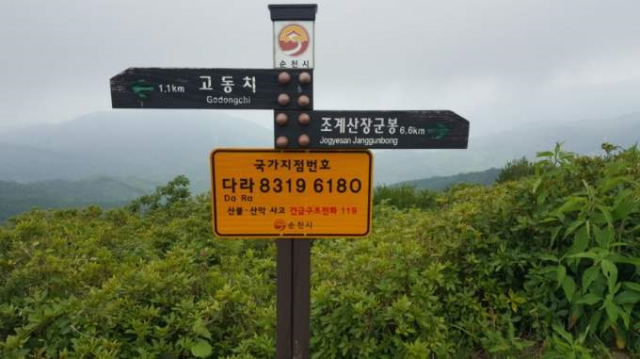 순천시
1.1km 고동치
Godongchi
조계산장군봉 6.6km
Jogyesan Janggunbong
국가지점번호
다라 8319 6180
Da Ra
산불·산악 사고 긴급구조전화 119
순천시